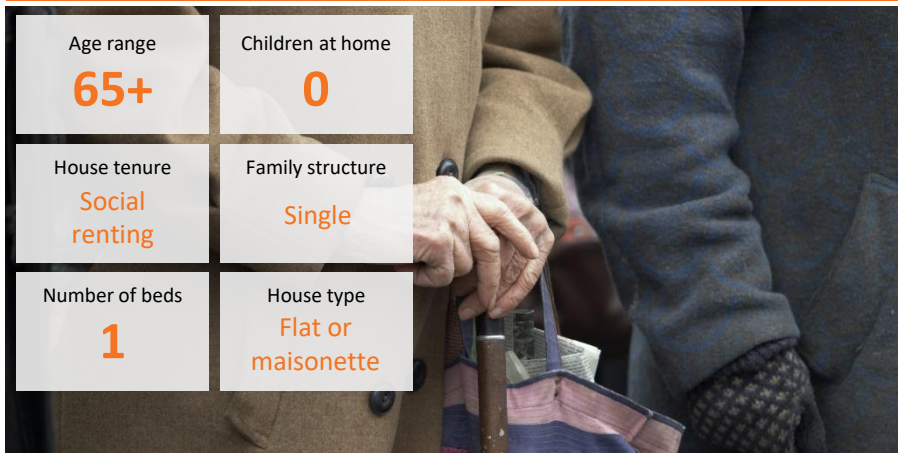 Age range
65+
Children at home
0
House tenure
Social
renting
Family structure
Single
Number of beds
1
House type
Flat or
maisonette